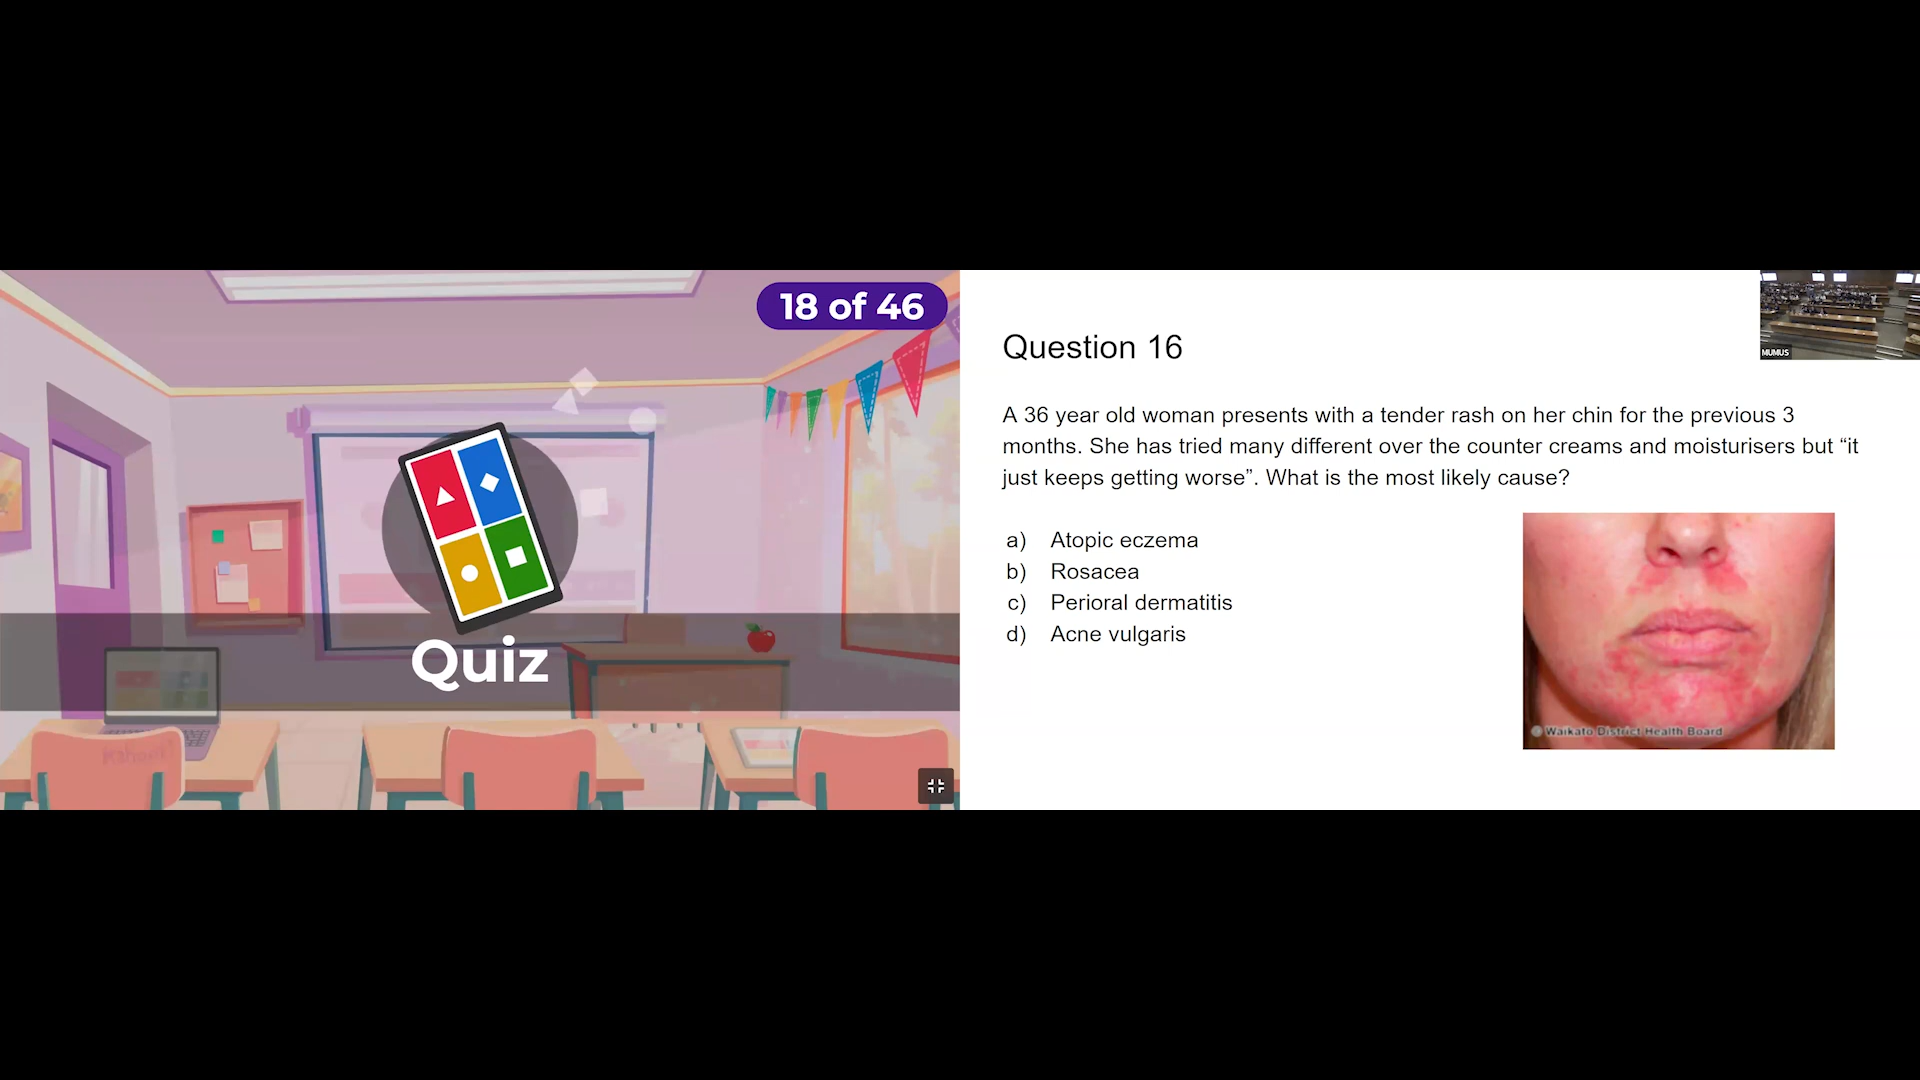 18 of 46
Quiz
Question 16
MUMUS
A 36 year old woman presents with a tender rash on her chin for the previous 3
months. She has tried many different over the counter creams and moisturisers but “it
just keeps getting worse”. What is the most likely cause?
a) Atopic eczema
b) Rosacea
c) Perioral dermatitis
d) Acne vulgaris
© Waikato District Health Board